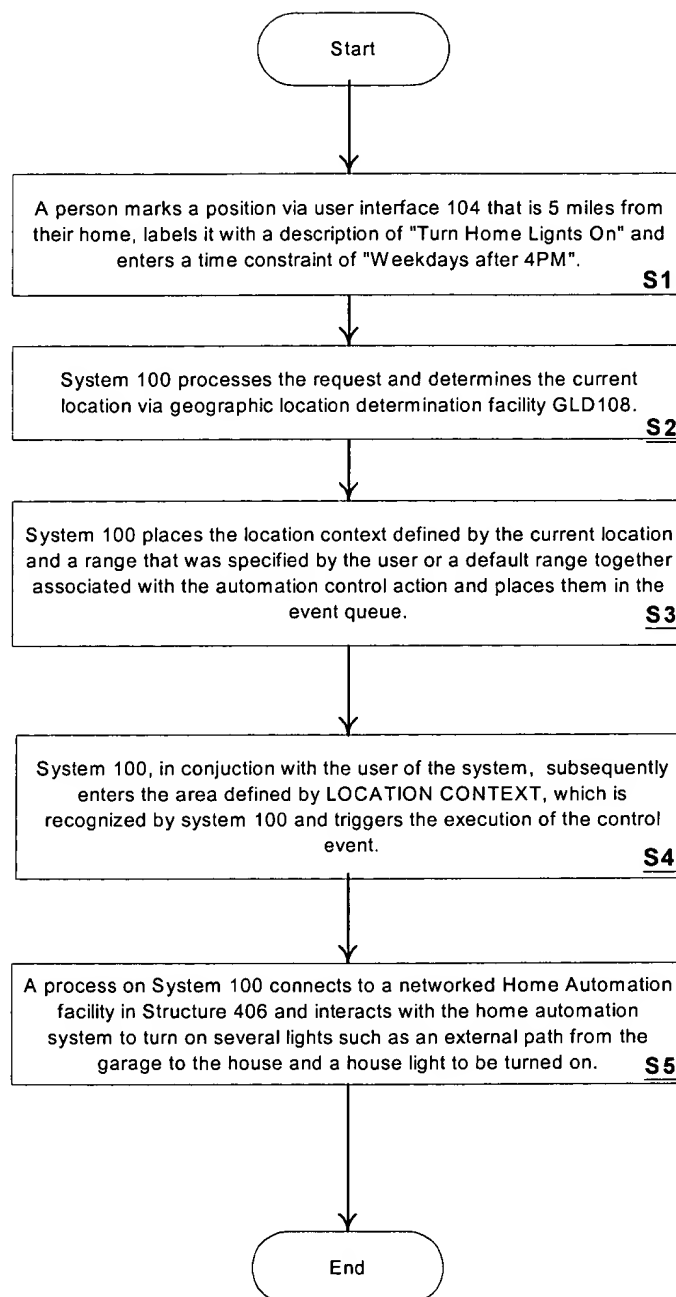 Start
A person marks a position via user interface 104 that is 5 miles from
their home, labels it with a description of "Turn Home Lignts On" and
enters a time constraint of "Weekdays after 4PM".
S1
System 100 processes the request and determines the current
location via geographic location determination facility GLD108.
S2
System 100 places the location context defined by the current location
and a range that was specified by the user or a default range together
associated with the automation control action and places them in the
event queue.
S3
System 100, in conjuction with the user of the system, subsequently
enters the area defined by LOCATION CONTEXT, which is
recognized by system 100 and triggers the execution of the control
event.
S4
A process on System 100 connects to a networked Home Automation
facility in Structure 406 and interacts with the home automation
system to turn on several lights such as an external path from the
garage to the house and a house light to be turned on.
S5
End